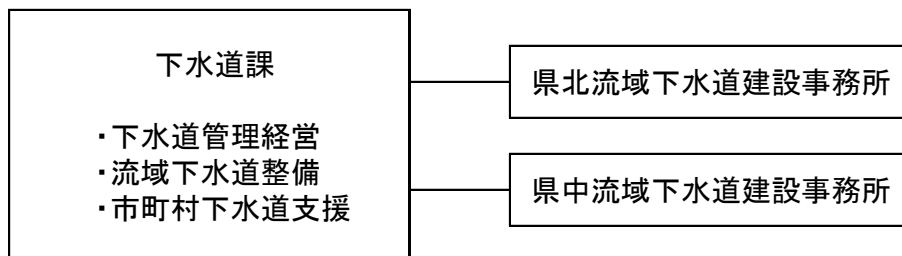 下水道課
・下水道管理経営
・流域下水道整備
・市町村下水道支援
県北流域下水道建設事務所
県中流域下水道建設事務所